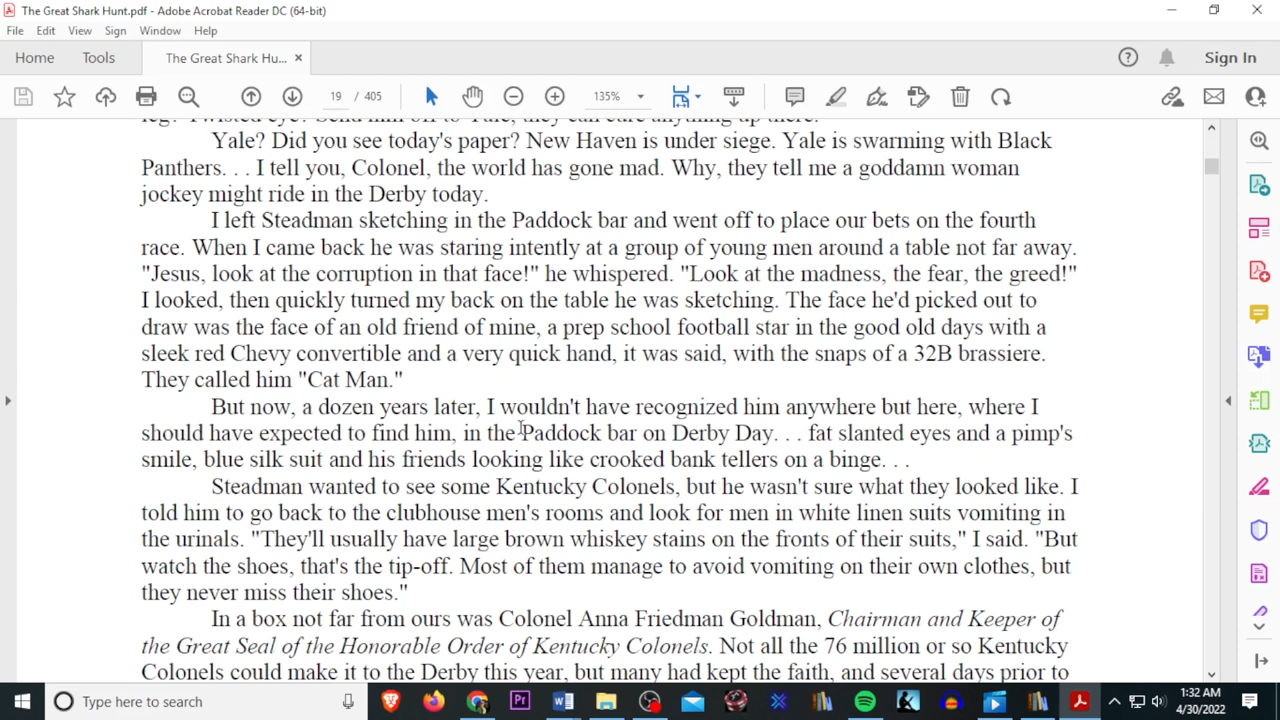 The Great Shark Hunt.pdf - Adobe Acrobat Reader DC (64-bit)
File Edit View Sign Window Help
Home Tools The Great Shark Hu... × Sign In
19 / 405 135%
leg? Twisted eye? Send him off to Yale, they can cure anything up there.
Yale? Did you see today's paper? New Haven is under siege. Yale is swarming with Black
Panthers. . . I tell you, Colonel, the world has gone mad. Why, they tell me a goddamn woman
jockey might ride in the Derby today.
I left Steadman sketching in the Paddock bar and went off to place our bets on the fourth
race. When I came back he was staring intently at a group of young men around a table not far away.
"Jesus, look at the corruption in that face!" he whispered. "Look at the madness, the fear, the greed!"
I looked, then quickly turned my back on the table he was sketching. The face he'd picked out to
draw was the face of an old friend of mine, a prep school football star in the good old days with a
sleek red Chevy convertible and a very quick hand, it was said, with the snaps of a 32B brassiere.
They called him "Cat Man."
But now, a dozen years later, I wouldn't have recognized him anywhere but here, where I
should have expected to find him, in the Paddock bar on Derby Day. . . fat slanted eyes and a pimp's
smile, blue silk suit and his friends looking like crooked bank tellers on a binge. . .
Steadman wanted to see some Kentucky Colonels, but he wasn't sure what they looked like. I
told him to go back to the clubhouse men's rooms and look for men in white linen suits vomiting in
the urinals. "They'll usually have large brown whiskey stains on the fronts of their suits," I said. "But
watch the shoes, that's the tip-off. Most of them manage to avoid vomiting on their own clothes, but
they never miss their shoes."
In a box not far from ours was Colonel Anna Friedman Goldman, Chairman and Keeper of
the Great Seal of the Honorable Order of Kentucky Colonels. Not all the 76 million or so Kentucky
Colonels could make it to the Derby this year, but many had kept the faith, and several days prior to
Type here to search
1:32 AM
4/30/2022